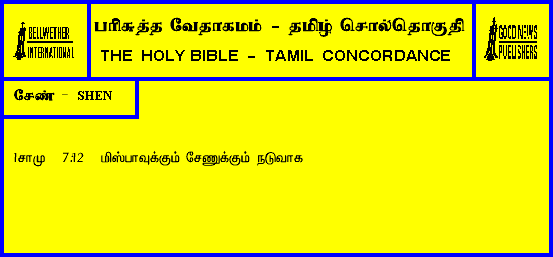 BELLWETHER
INTERNATIONAL
பரிசுத்த வேதாகமம் - தமிழ் சொல்தொகுதி
THE HOLY BIBLE - TAMIL CONCORDANCE
GOOD NEWS
PUBLISHERS
சேண் - SHEN
1சாமு 7:12 மிஸ்பாவுக்கும் சேணுக்கும் நடுவாக